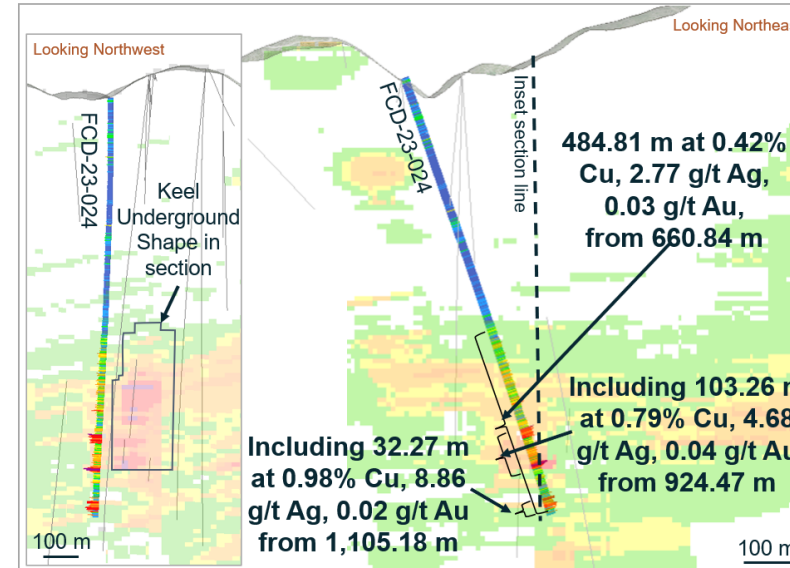 Looking Northwest
FCD-23-024
Keel
Underground
Shape in
section
100 m
Looking Northea
FCD-23-024
Inset section line
484.81 m at 0.42%
Cu, 2.77 g/t Ag,
0.03 g/t Au,
from 660.84 m
Including 103.26 m
at 0.79% Cu, 4.68
g/t Ag, 0.04 g/t Au
from 924.47 m
Including 32.27 m
at 0.98% Cu, 8.86
g/t Ag, 0.02 g/t Au
from 1,105.18 m
100 m